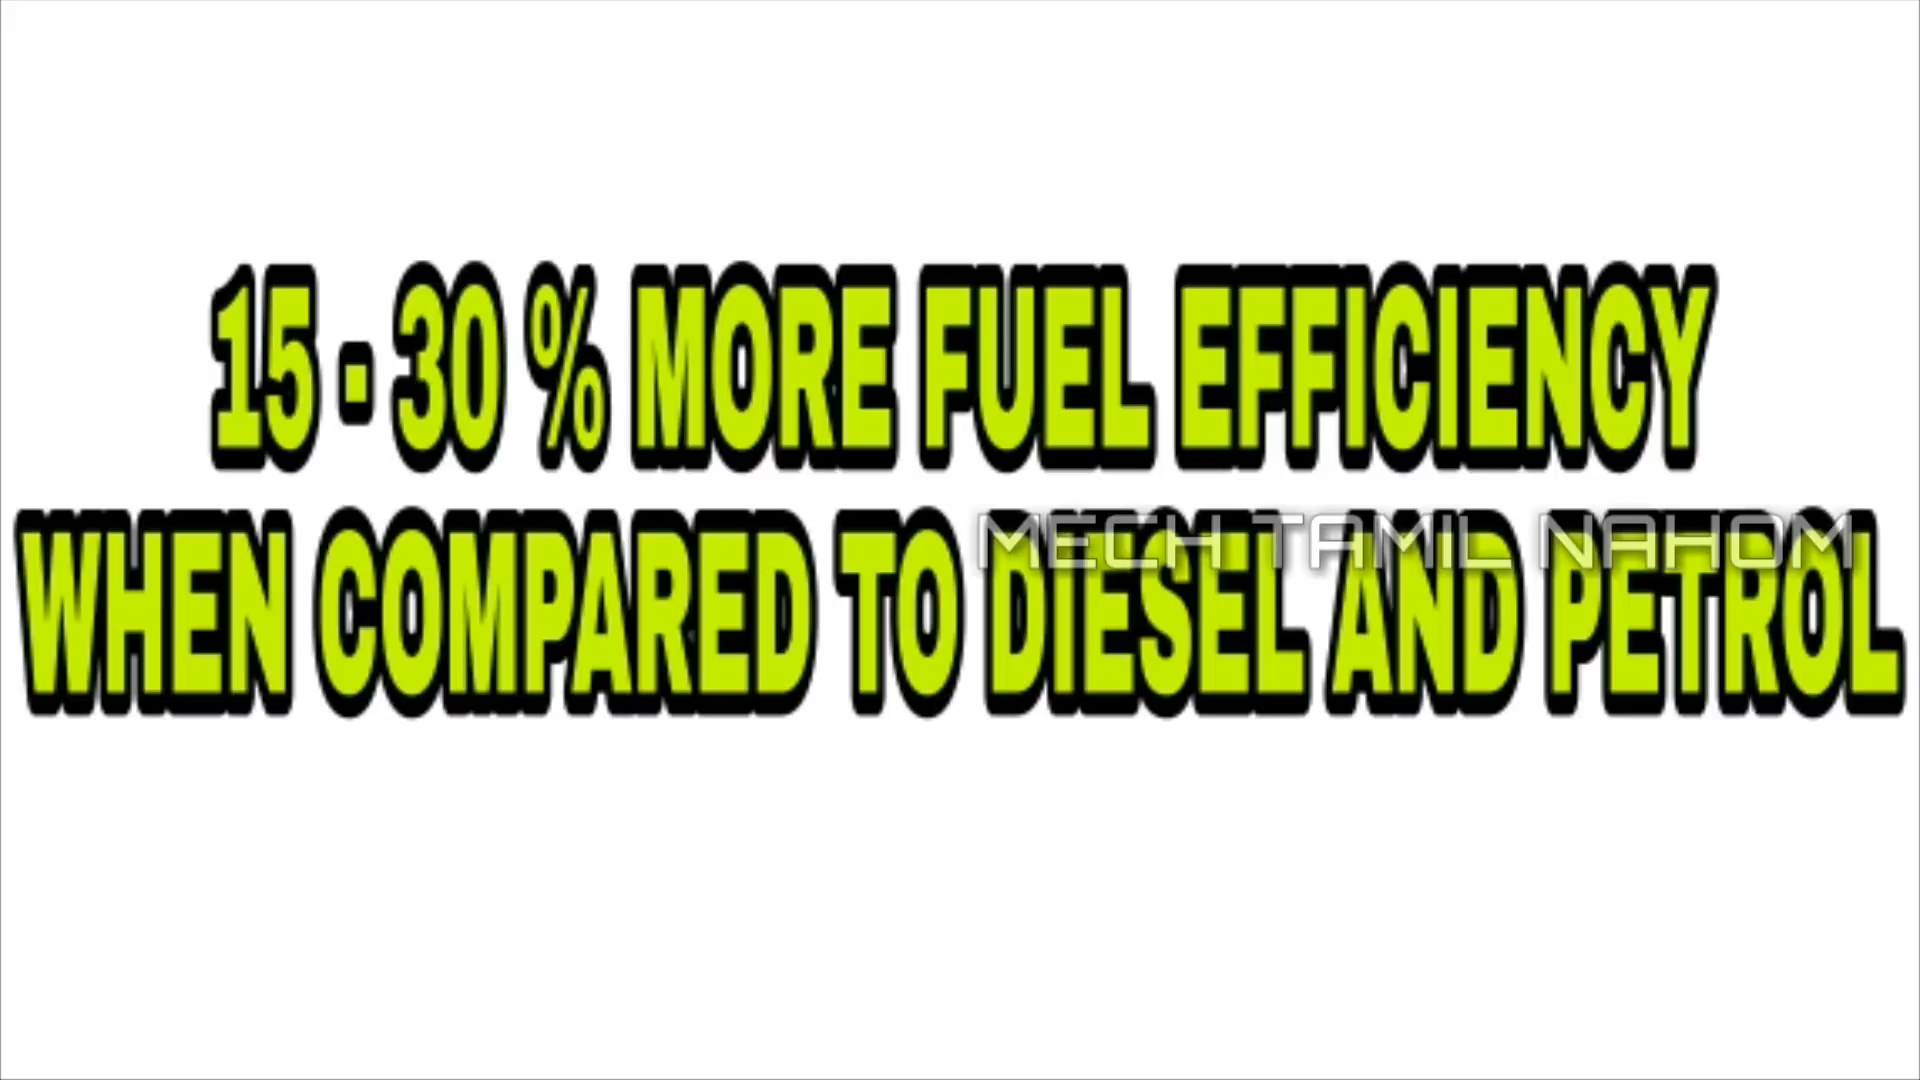 15 - 30 % MORE FUEL EFFICIENCY
WHEN COMPARED TO DIESEL AND PETROL
MECH TAMIL NAHOM